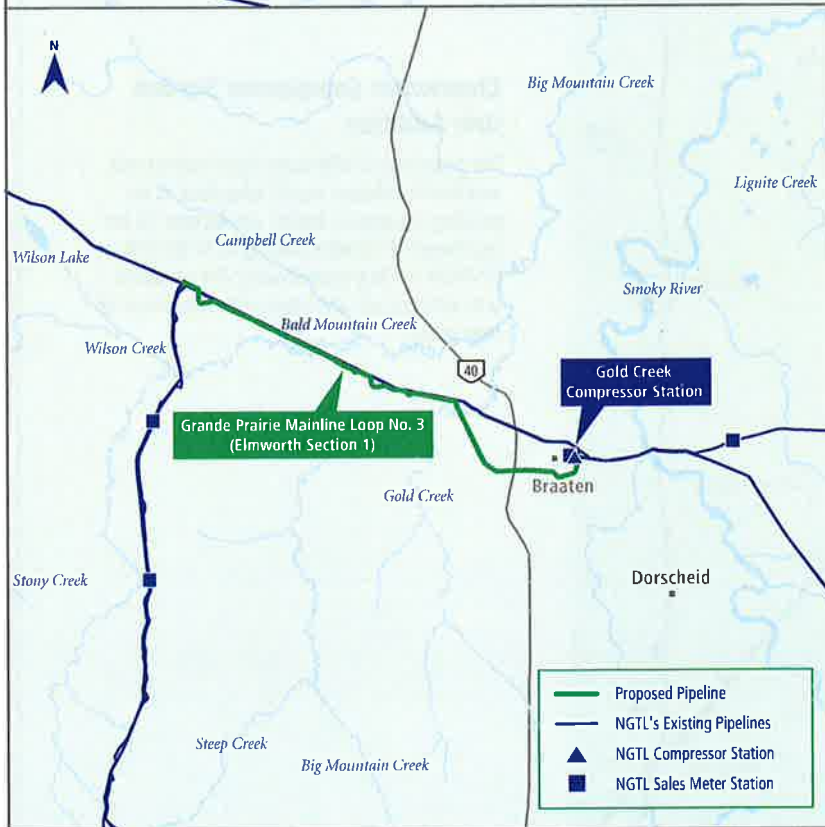 N
Big Mountain Creek
Lignite Creek
Campbell Creek
Wilson Lake
Smoky River
Bald Mountain Creek
Wilson Creek
40
Gold Creek
Compressor Station
Grande Prairie Mainline Loop No. 3
(Elmworth Section 1)
Braaten
Gold Creek
Stony Creek
Dorscheid
Proposed Pipeline
NGTL's Existing Pipelines
NGTL Compressor Station
NGTL Sales Meter Station
Steep Creek
Big Mountain Creek